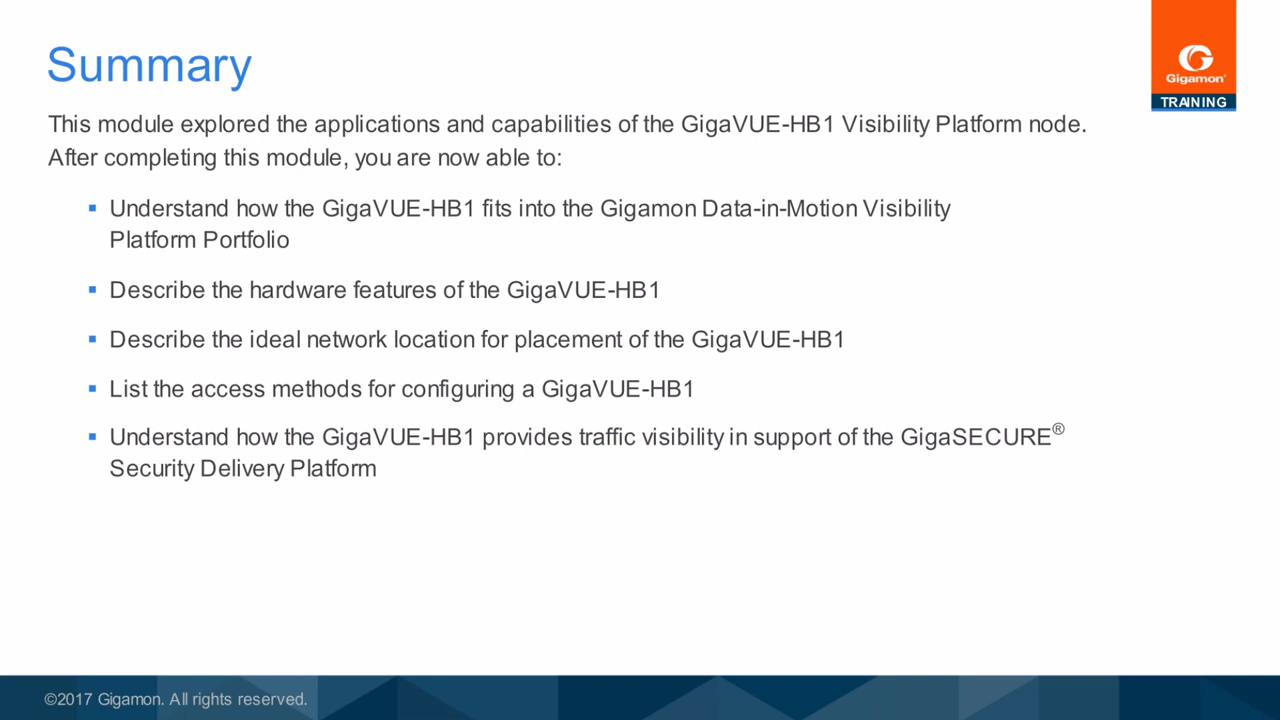 Summary
Gigamon®
TRAINING
This module explored the applications and capabilities of the GigaVUE-HB1 Visibility Platform node.
After completing this module, you are now able to:
▪ Understand how the GigaVUE-HB1 fits into the Gigamon Data-in-Motion Visibility
Platform Portfolio
▪ Describe the hardware features of the GigaVUE-HB1
▪ Describe the ideal network location for placement of the GigaVUE-HB1
▪ List the access methods for configuring a GigaVUE-HB1
▪ Understand how the GigaVUE-HB1 provides traffic visibility in support of the GigaSECURE®
Security Delivery Platform
©2017 Gigamon. All rights reserved.